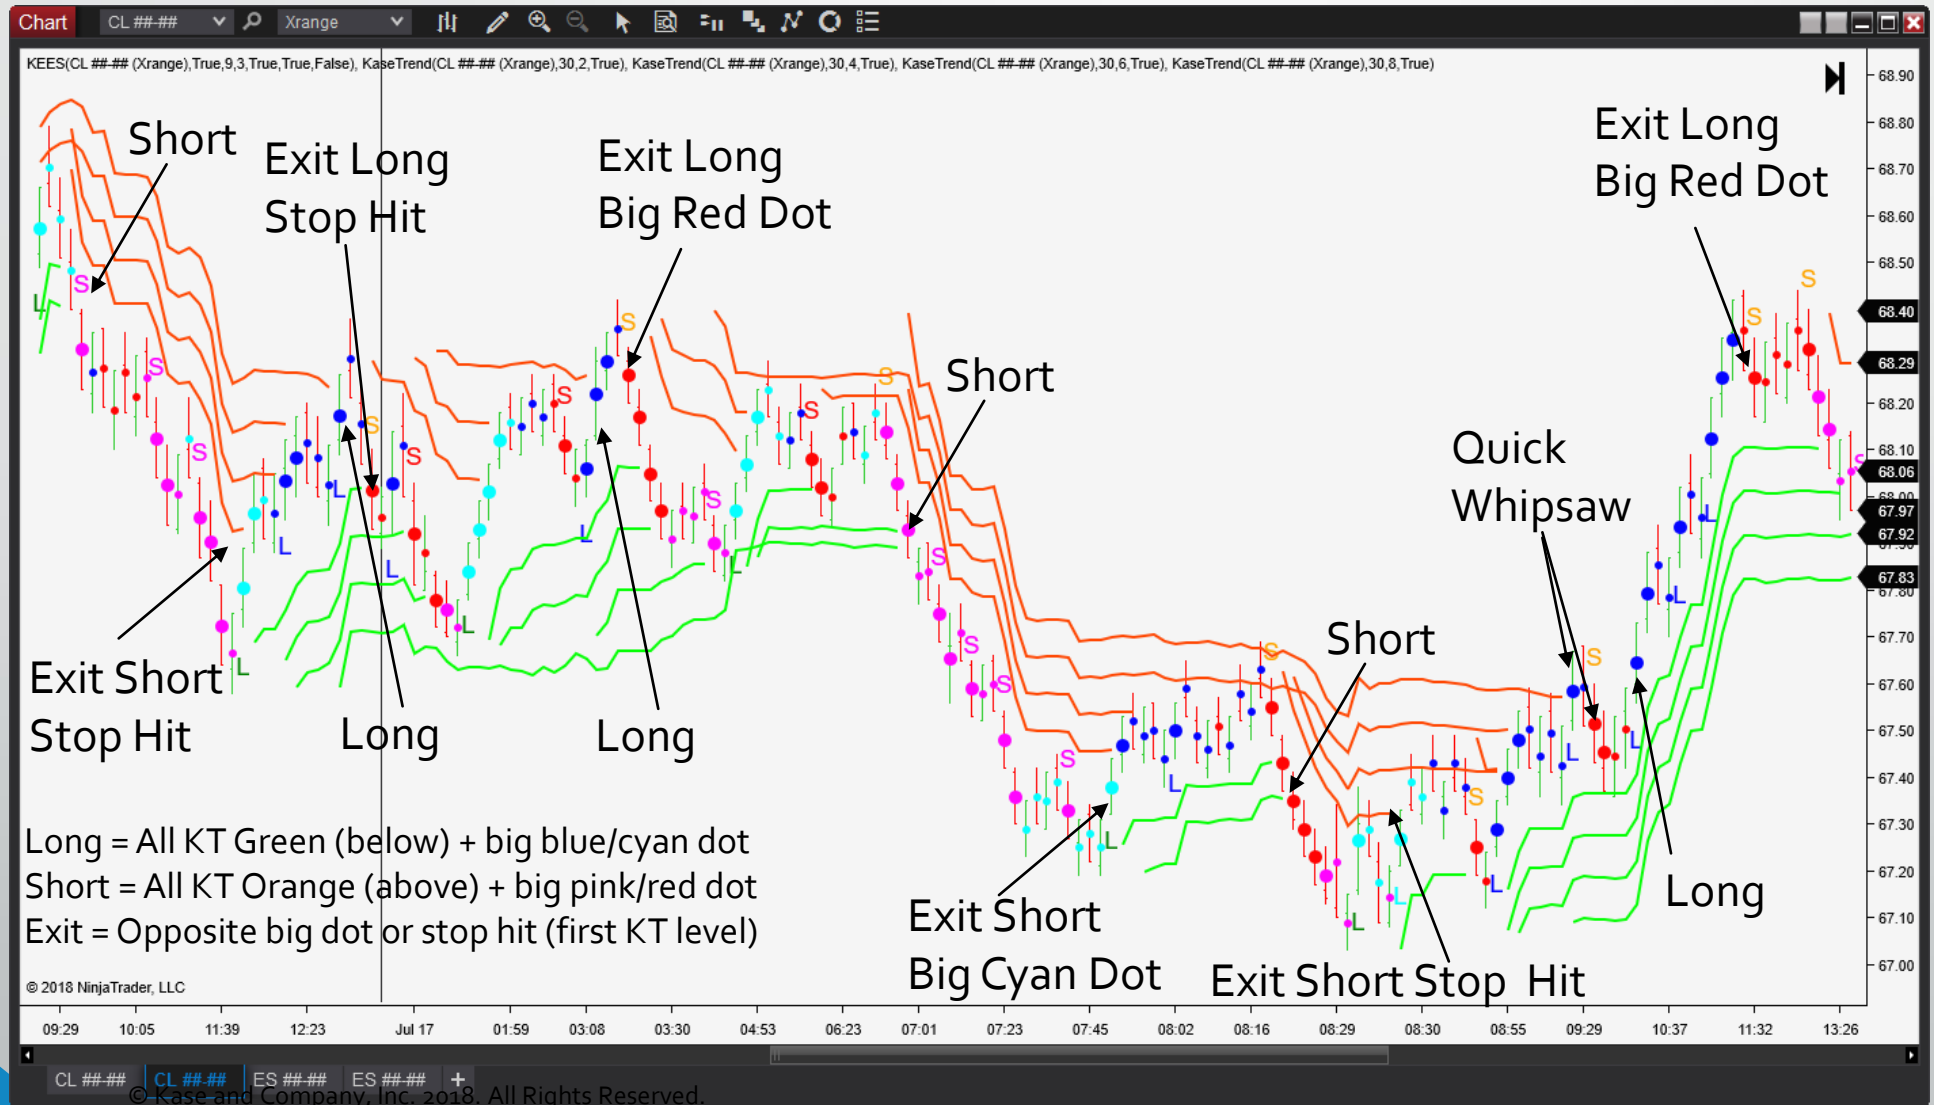 Chart
CL ##-##
Xrange
KEES(CL ##-## (Xrange),True,9,3,True,True,False), KaseTrend(CL ##-## (Xrange),30,2,True), KaseTrend(CL ##-## (Xrange),30,4,True), KaseTrend(CL ##-## (Xrange),30,6,True), KaseTrend(CL ##-## (Xrange),30,8,True)
Short
Exit Long
Stop Hit
Exit Long
Big Red Dot
Exit Long
Big Red Dot
Short
Quick
Whipsaw
Short
Exit Short
Stop Hit
Long
Long
Long
Exit Short
Big Cyan Dot
Exit Short Stop Hit
Long = All KT Green (below) + big blue/cyan dot
Short = All KT Orange (above) + big pink/red dot
Exit = Opposite big dot or stop hit (first KT level)
© 2018 NinjaTrader, LLC
L
S
S
S
L
L
L
S
L
S
L
S
L
S
S
L
S
S
S
S
S
S
L
L
S
L
L
S
L
L
S
L
L
L
S
S
S
68.90
68.80
68.70
68.60
68.50
68.40
68.29
68.20
68.10
68.06
68.00
67.97
67.92
67.90
67.83
67.80
67.70
67.60
67.50
67.40
67.30
67.20
67.10
67.00
09:29 10:05 11:39 12:23 Jul 17 01:59 03:08 03:30 04:53 06:23 07:01 07:23 07:45 08:02 08:16 08:29 08:30 08:55 09:29 10:37 11:32 13:26
CL ##-## CL ##-## ES ##-## ES ##-## +
© Kase and Company, Inc. 2018. All Rights Reserved.